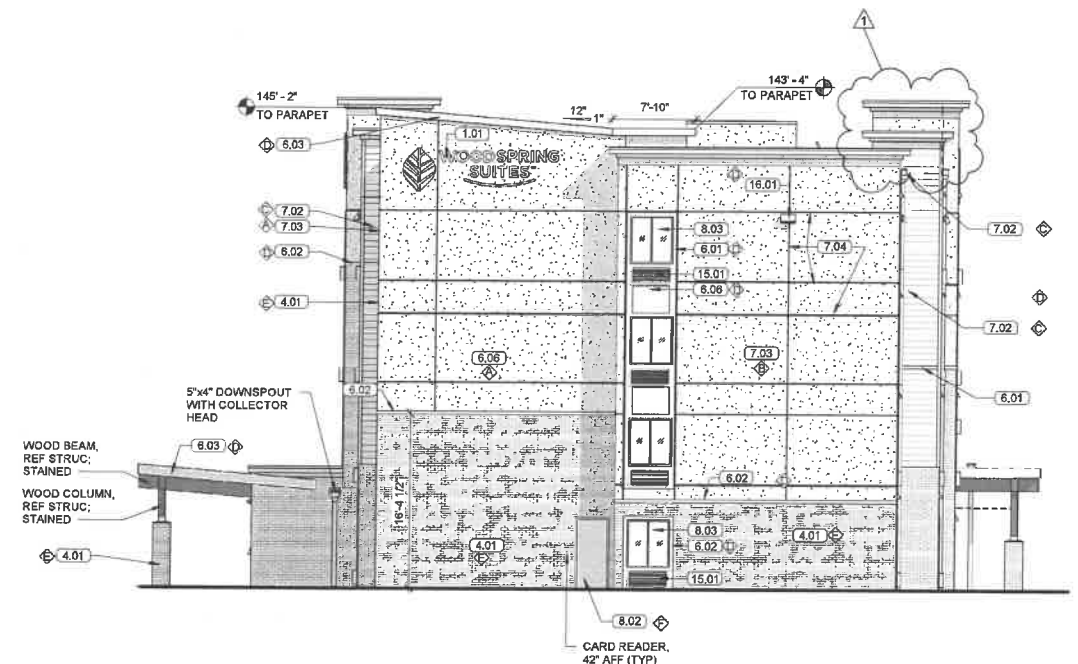 1
145' - 2"
TO PARAPET
143' - 4"
TO PARAPET
12"
1"
7'-10"
D
6.03
1.01
WOODSPRING
SUITES
D
16.01
7.02
7.03
D
6.02
E
4.01
8.03
6.01
D
15.01
6.06
D
7.04
7.02
C
D
7.02
C
6.06
A
7.03
B
6.01
6.02
5"x4" DOWNSPOUT
WITH COLLECTOR
HEAD
WOOD BEAM,
REF STRUC;
STAINED
6.03
D
WOOD COLUMN,
REF STRUC;
STAINED
E
4.01
16'-4 1/2"
6.02
4.01
E
8.03
6.02
D
4.01
E
15.01
8.02
F
CARD READER,
42" AFF (TYP)